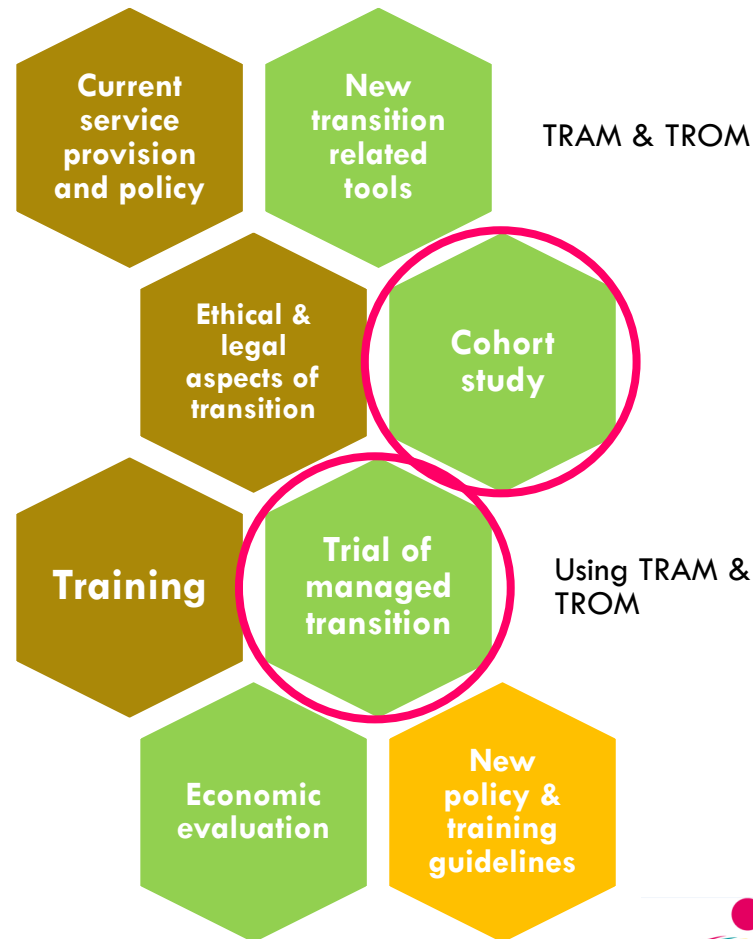 Current
service
provision
and policy
New
transition
related
tools
TRAM & TROM
Ethical &
legal
aspects of
transition
Cohort
study
Training
Trial of
managed
transition
Using TRAM &
TROM
Economic
evaluation
New
policy &
training
guidelines